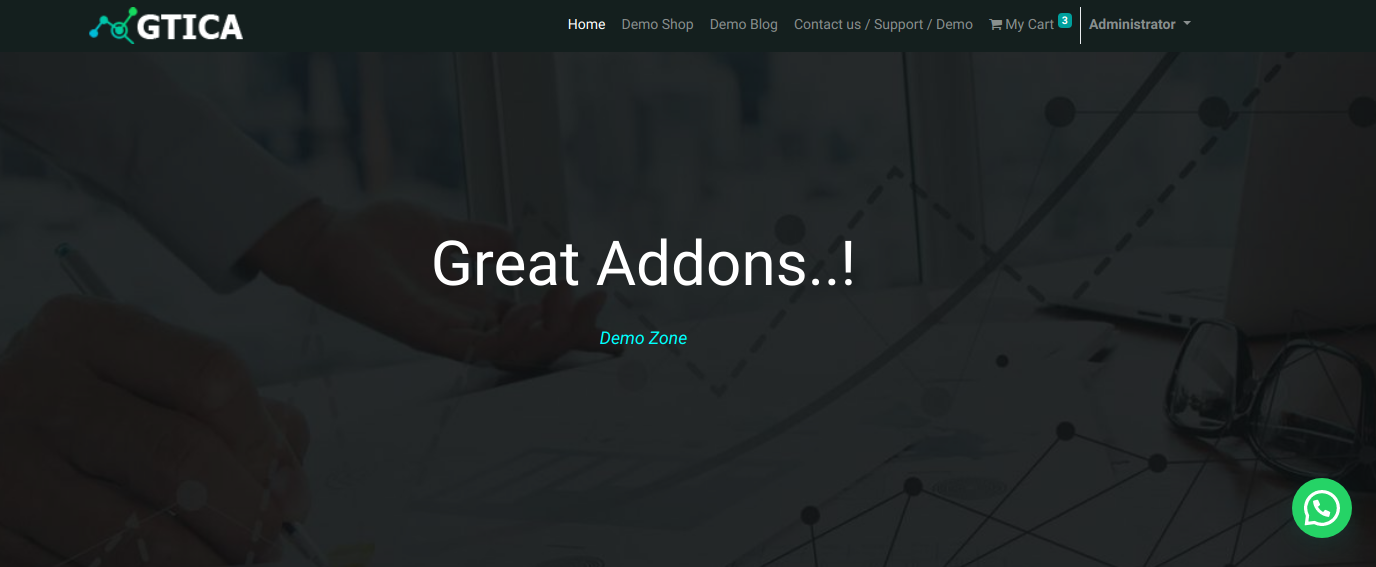 GTICA
Home Demo Shop Demo Blog Contact us / Support / Demo My Cart 3 Administrator
Great Addons..!
Demo Zone